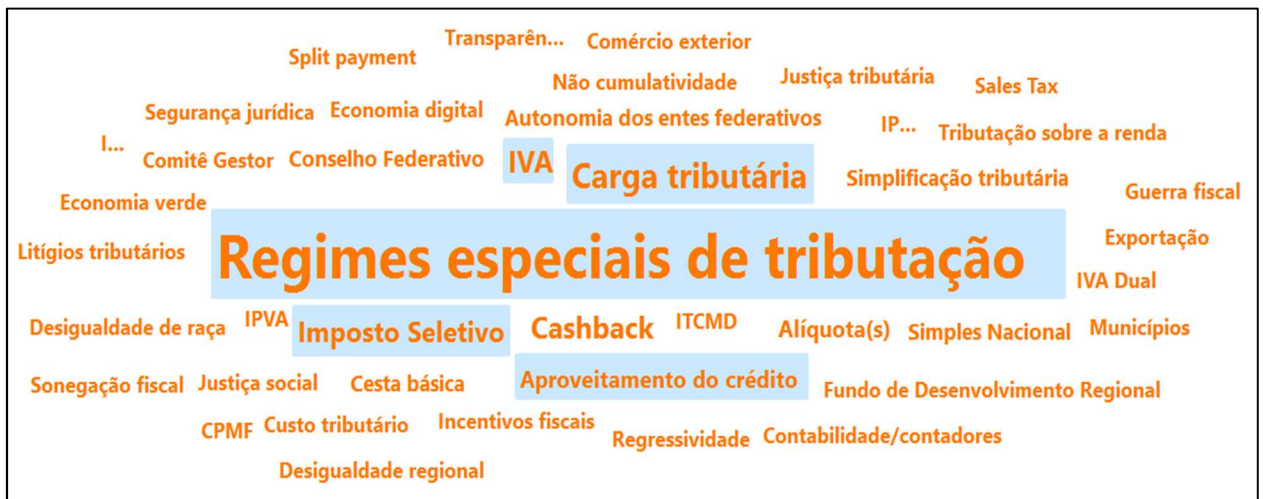 Transparên...
Comércio exterior
Split payment
Não cumulatividade
Justiça tributária
Sales Tax
Segurança jurídica
Economia digital
Autonomia dos entes federativos
IP...
Tributação sobre a renda
I...
Comitê Gestor
Conselho Federativo
IVA
Carga tributária
Simplificação tributária
Guerra fiscal
Economia verde
Litígios tributários
Regimes especiais de tributação
Exportação
IVA Dual
Desigualdade de raça
IPVA
Imposto Seletivo
Cashback
ITCMD
Alíquota(s)
Simples Nacional
Municípios
Sonegação fiscal
Justiça social
Cesta básica
Aproveitamento do crédito
Fundo de Desenvolvimento Regional
CPMF
Custo tributário
Incentivos fiscais
Regressividade
Contabilidade/contadores
Desigualdade regional